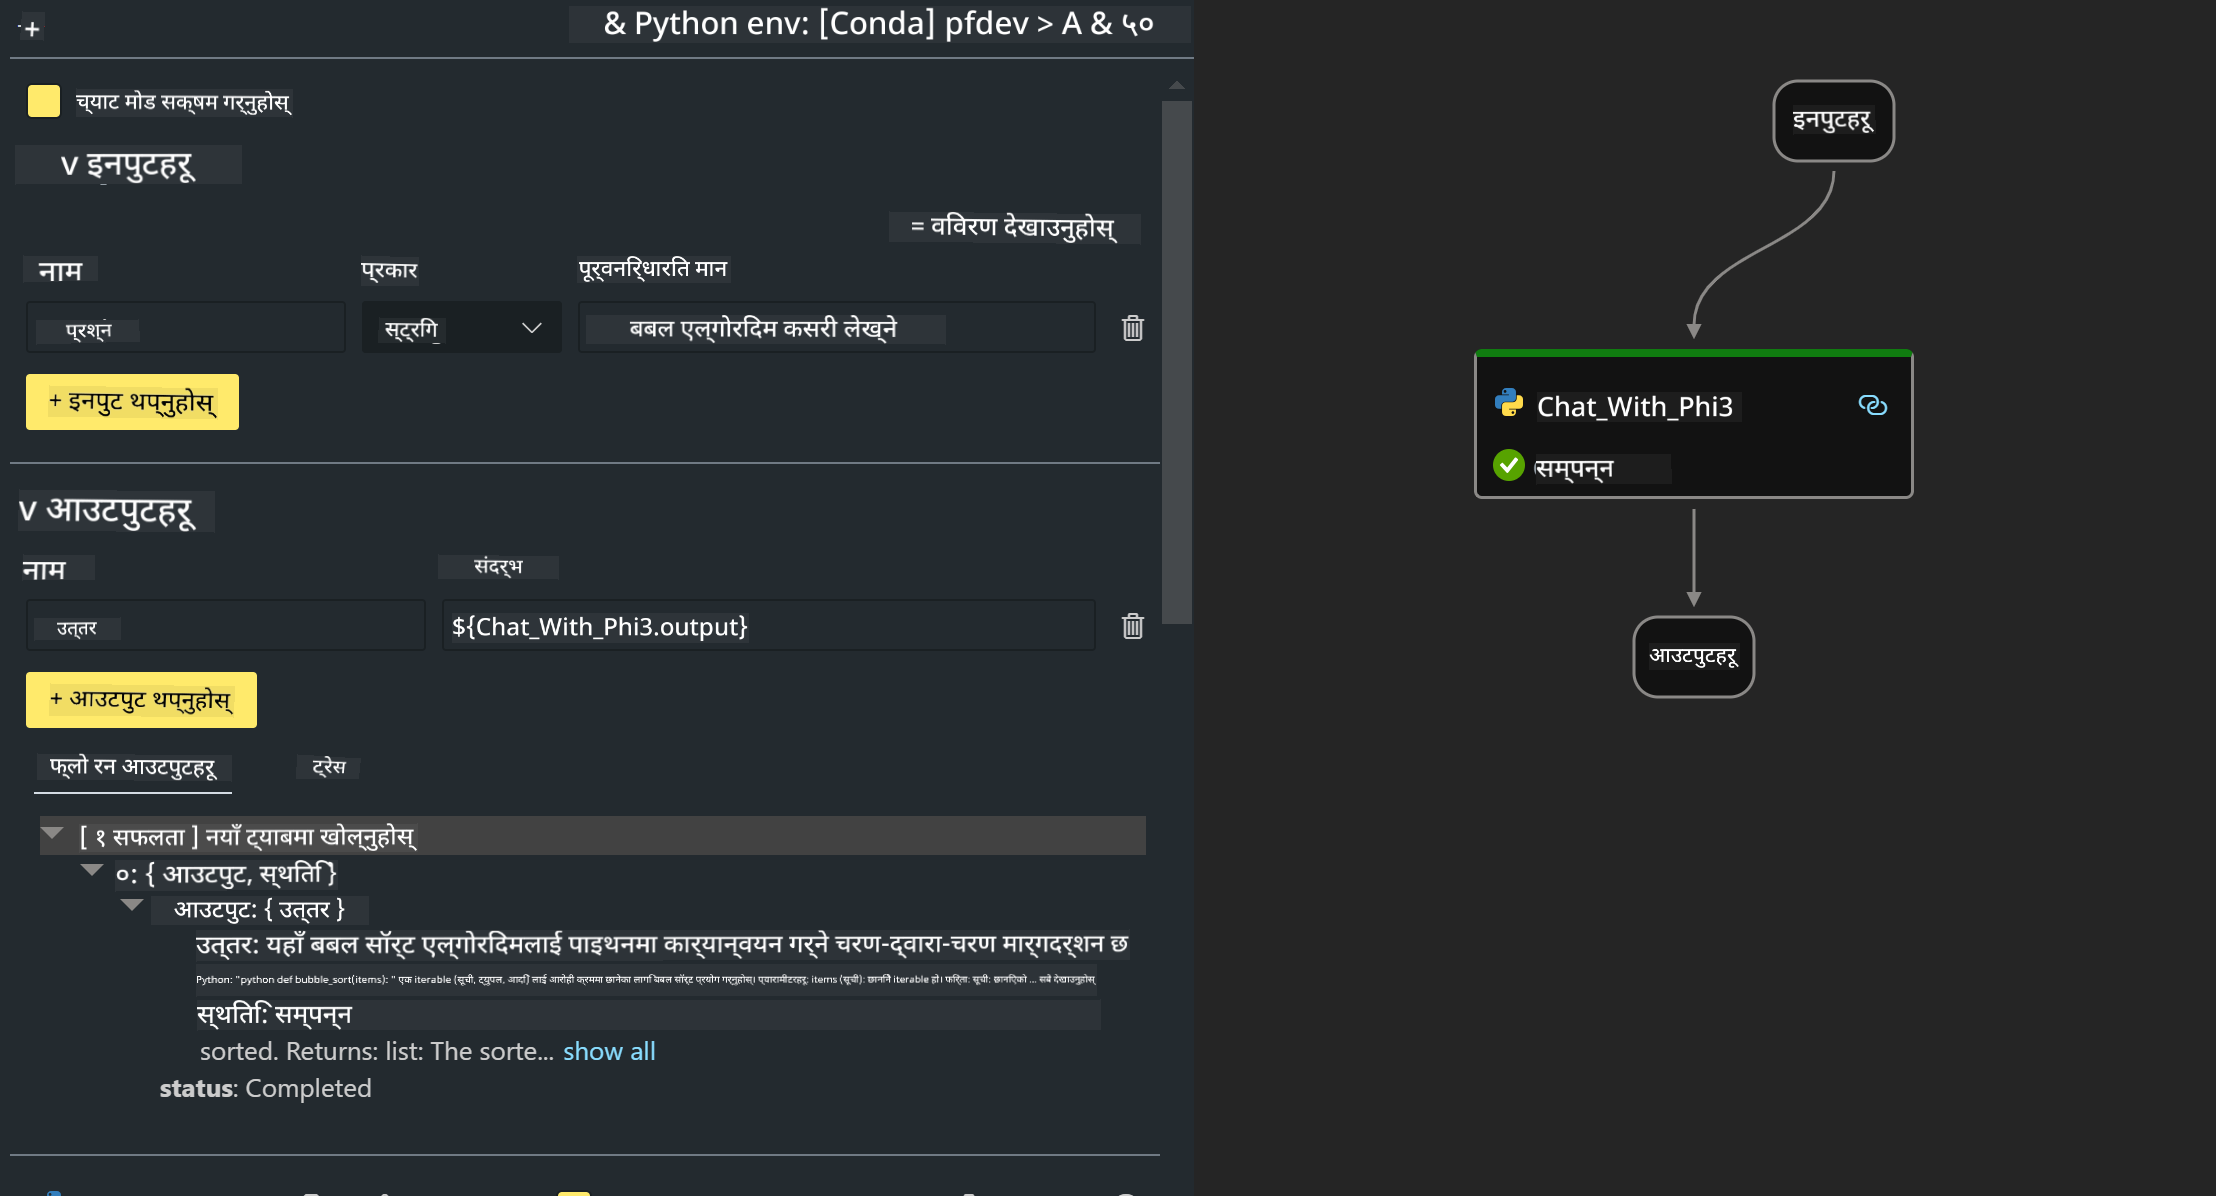 +
& Python env: [Conda] pfdev > A & ५०
च्याट मोड सक्षम गर्नुहोस्
v इनपुटहरू
= विवरण देखाउनुहोस्
नाम
प्रकार
पूर्वनिर्धारित मान
प्रश्न
स्ट्रिंग
बबल एल्गोरिदम कसरी लेख्ने
+ इनपुट थप्नुहोस्
v आउटपुटहरू
नाम
संदर्भ
उत्तर
${Chat_With_Phi3.output}
+ आउटपुट थप्नुहोस्
फ्लो रन आउटपुटहरू
ट्रेस
[ १ सफलता ] नयाँ ट्याबमा खोल्नुहोस्
०: { आउटपुट, स्थिति }
आउटपुट: { उत्तर }
उत्तर: यहाँ बबल सॉर्ट एल्गोरिदमलाई पाइथनमा कार्यान्वयन गर्ने चरण-द्वारा-चरण मार्गदर्शन छ
Python: "python def bubble_sort(items): " एक iterable (सूची, ट्युपल, आदि) लाई आरोही क्रममा छानेका लागि बबल सॉर्ट प्रयोग गर्नुहोस्। प्यारामीटरहरू: items (सूची): छानिने iterable हो। फर्रिता: सूची: छानिएको ... सबै देखाउनुहोस्
स्थिति: सम्पन्न
sorted. Returns: list: The sorte... show all
status: Completed
इनपुटहरू
Chat_With_Phi3
सम्पन्न
आउटपुटहरू